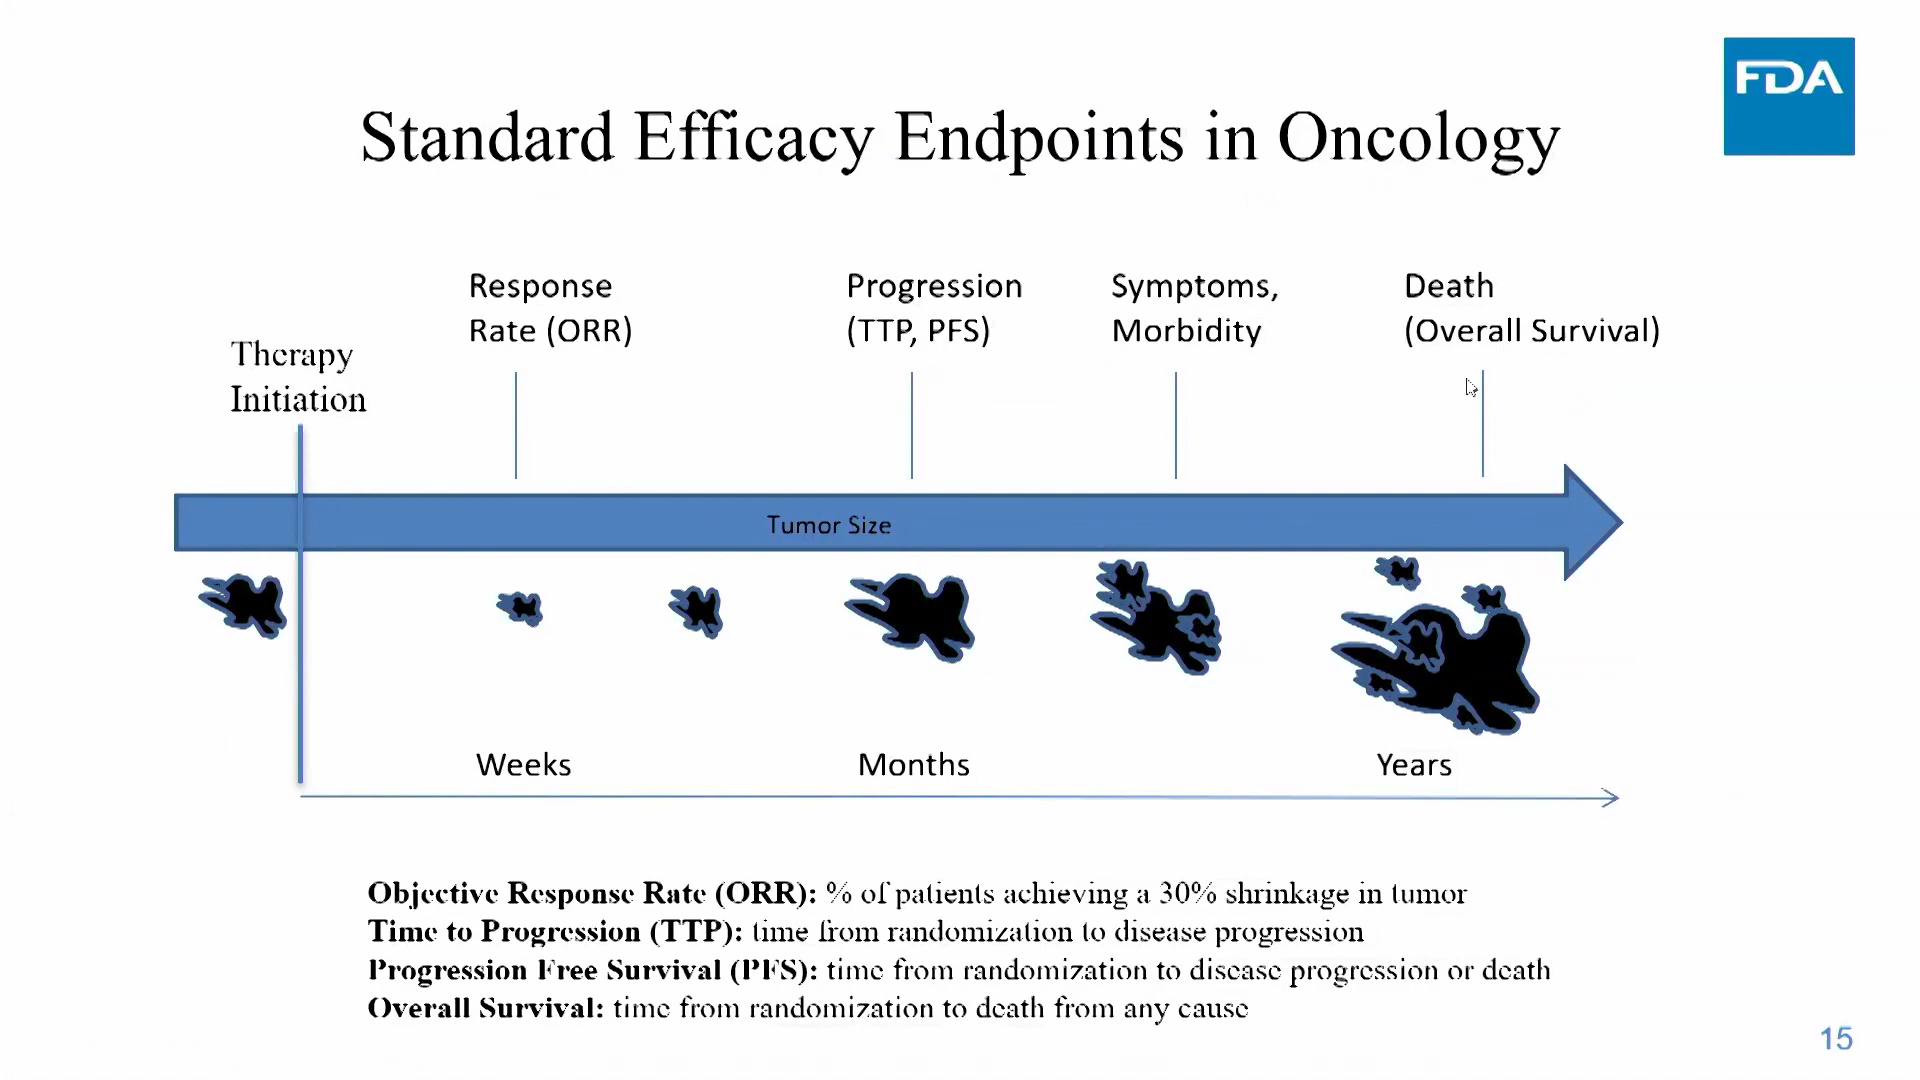 FDA
Standard Efficacy Endpoints in Oncology
Therapy
Initiation
Response
Rate (ORR)
Progression
(TTP, PFS)
Symptoms,
Morbidity
Death
(Overall Survival)
Tumor Size
Weeks
Months
Years
Objective Response Rate (ORR): % of patients achieving a 30% shrinkage in tumor
Time to Progression (TTP): time from randomization to disease progression
Progression Free Survival (PFS): time from randomization to disease progression or death
Overall Survival: time from randomization to death from any cause
15